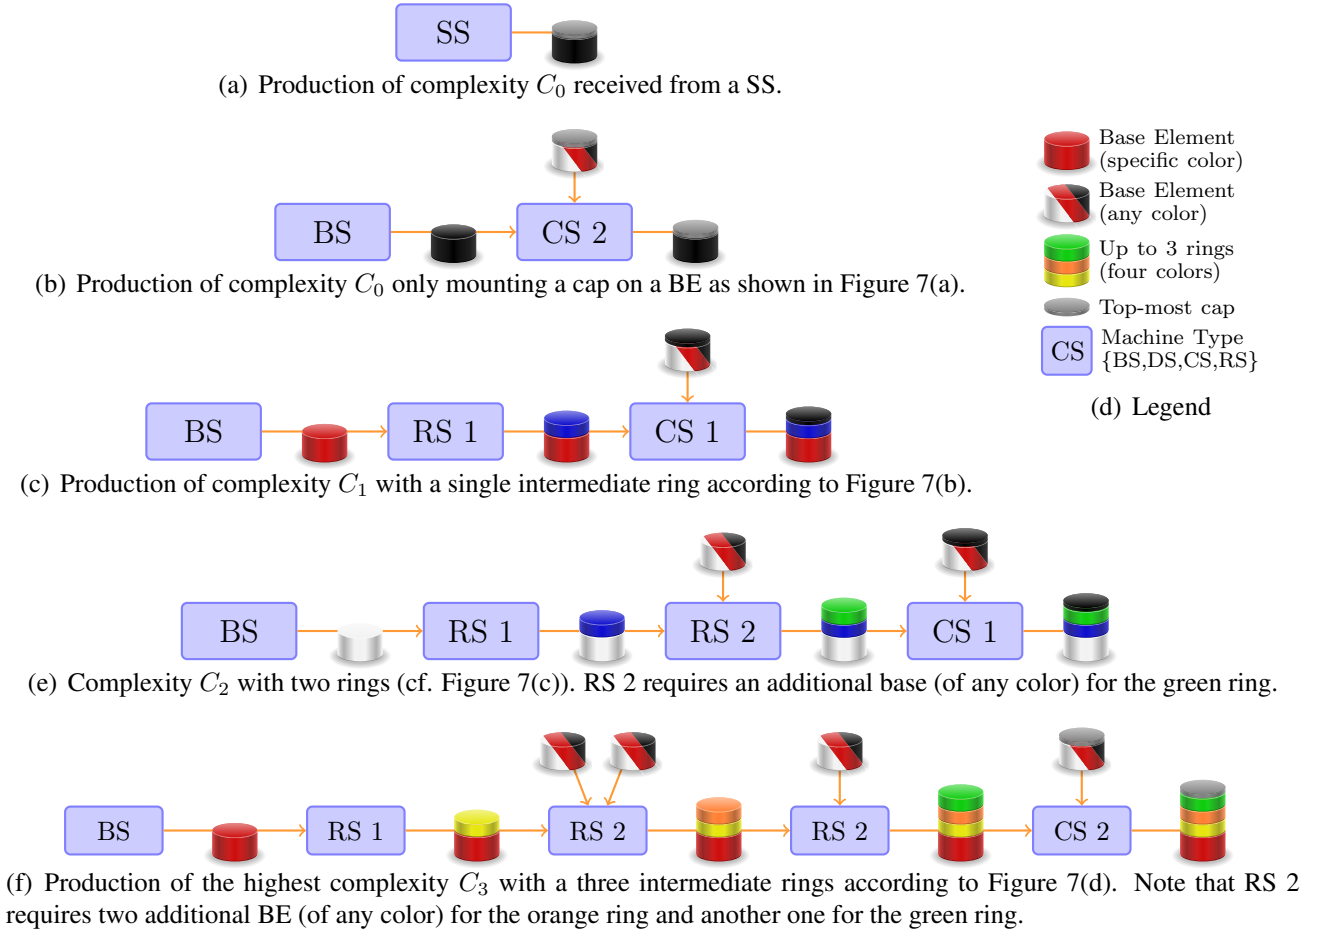 SS
(a) Production of complexity C₀ received from a SS.
BS
CS 2
(b) Production of complexity C₀ only mounting a cap on a BE as shown in Figure 7(a).
Base Element
(specific color)
Base Element
(any color)
Up to 3 rings
(four colors)
Top-most cap
CS
Machine Type
{BS,DS,CS,RS}
(d) Legend
BS
RS 1
CS 1
(c) Production of complexity C₁ with a single intermediate ring according to Figure 7(b).
BS
RS 1
RS 2
CS 1
(e) Complexity C₂ with two rings (cf. Figure 7(c)). RS 2 requires an additional base (of any color) for the green ring.
BS
RS 1
RS 2
RS 2
CS 2
(f) Production of the highest complexity C₃ with a three intermediate rings according to Figure 7(d). Note that RS 2
requires two additional BE (of any color) for the orange ring and another one for the green ring.